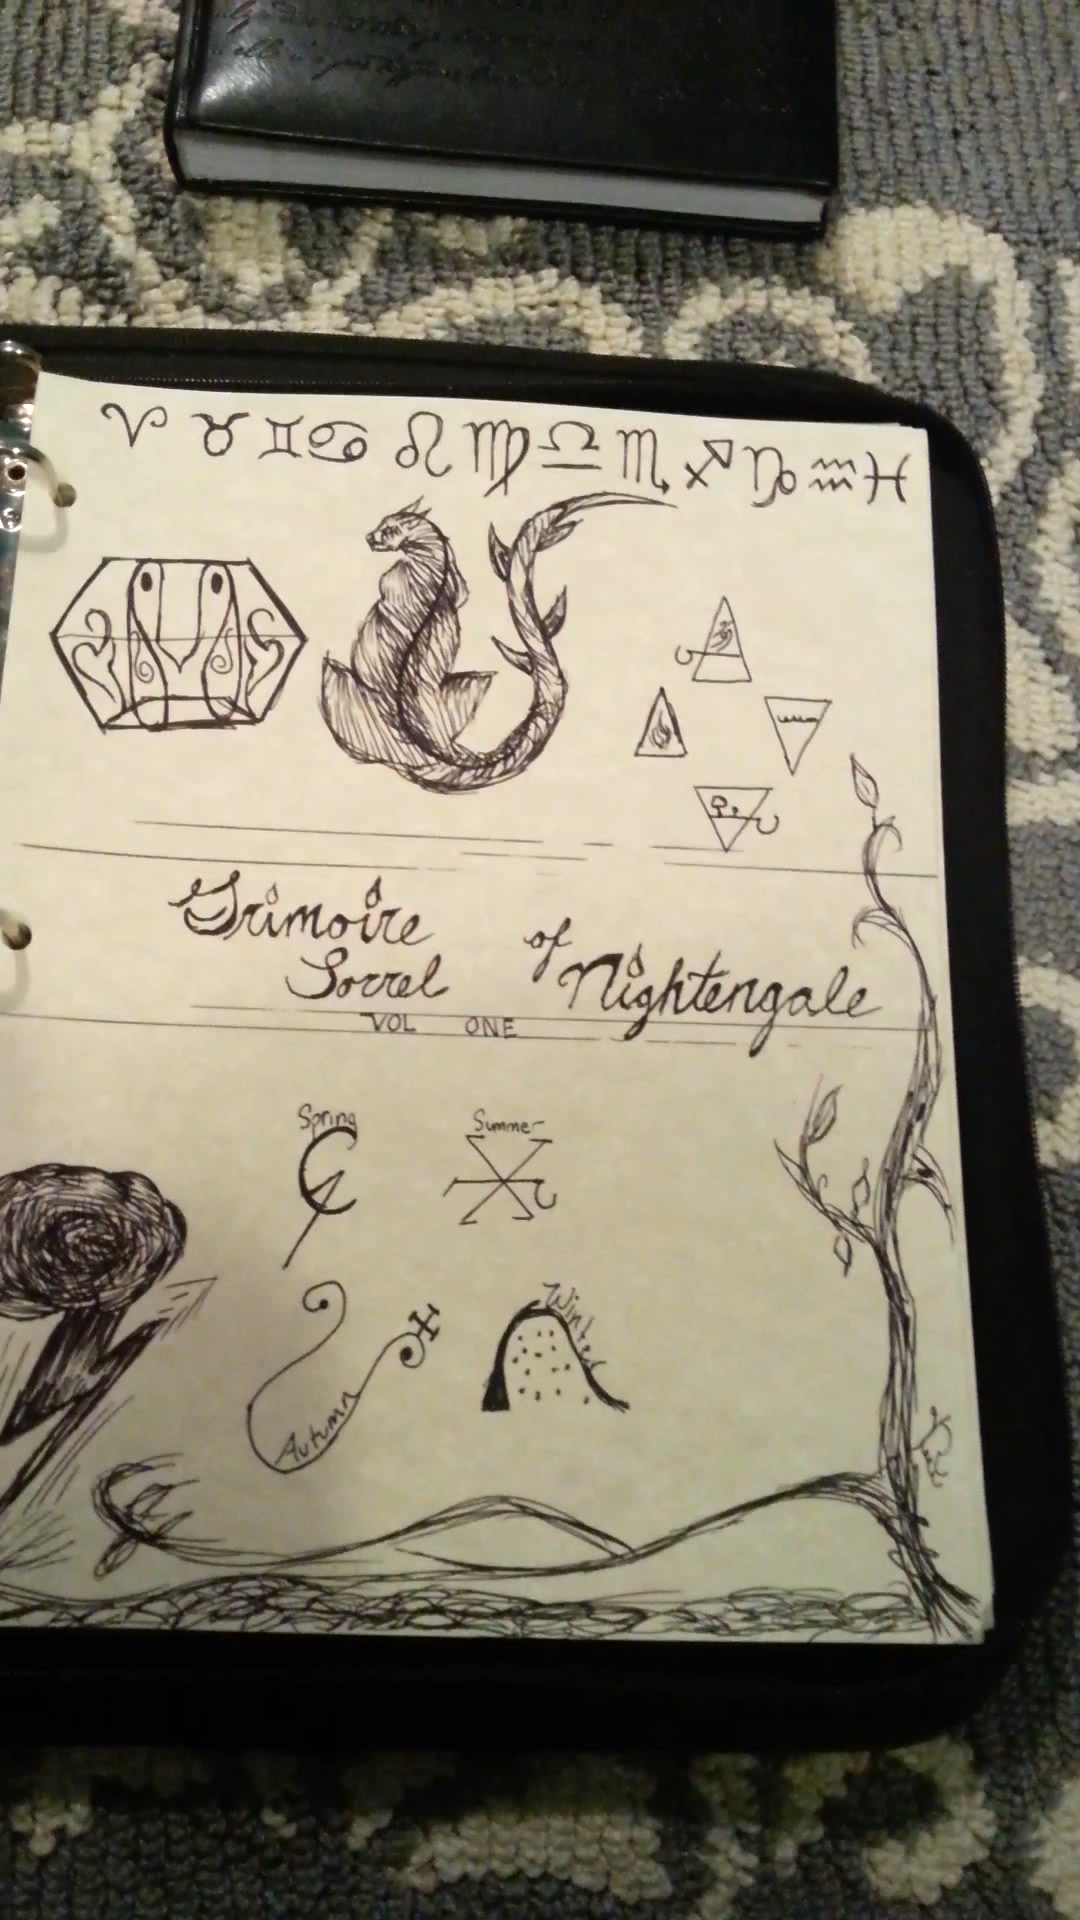 ♈ ♉ ♊ ♋ ♌ ♍ ♎ ♏ ♐ ♑ ♒ ♓
Grimoire of
Sorrel Nightengale
VOL ONE
Spring Summer
Autumn Winter